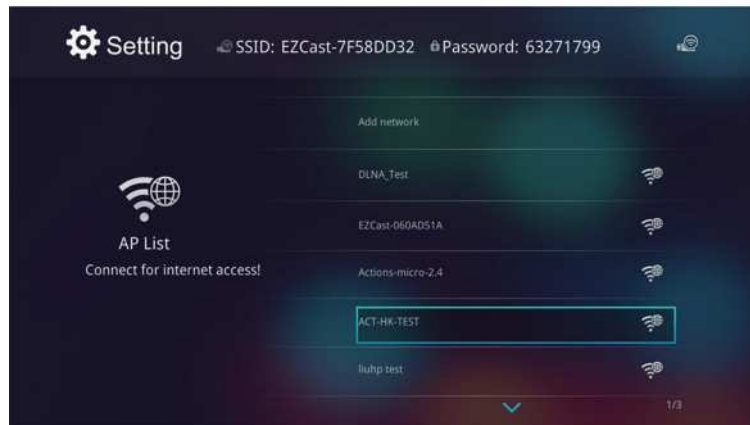 Setting SSID: EZCast-7F58DD32 Password: 63271799
Add network
DLNA_Test
EZCast-060AD51A
AP List
Connect for internet access!
Actions-micro-2.4
ACT-HK-TEST
liuhp test
1/3